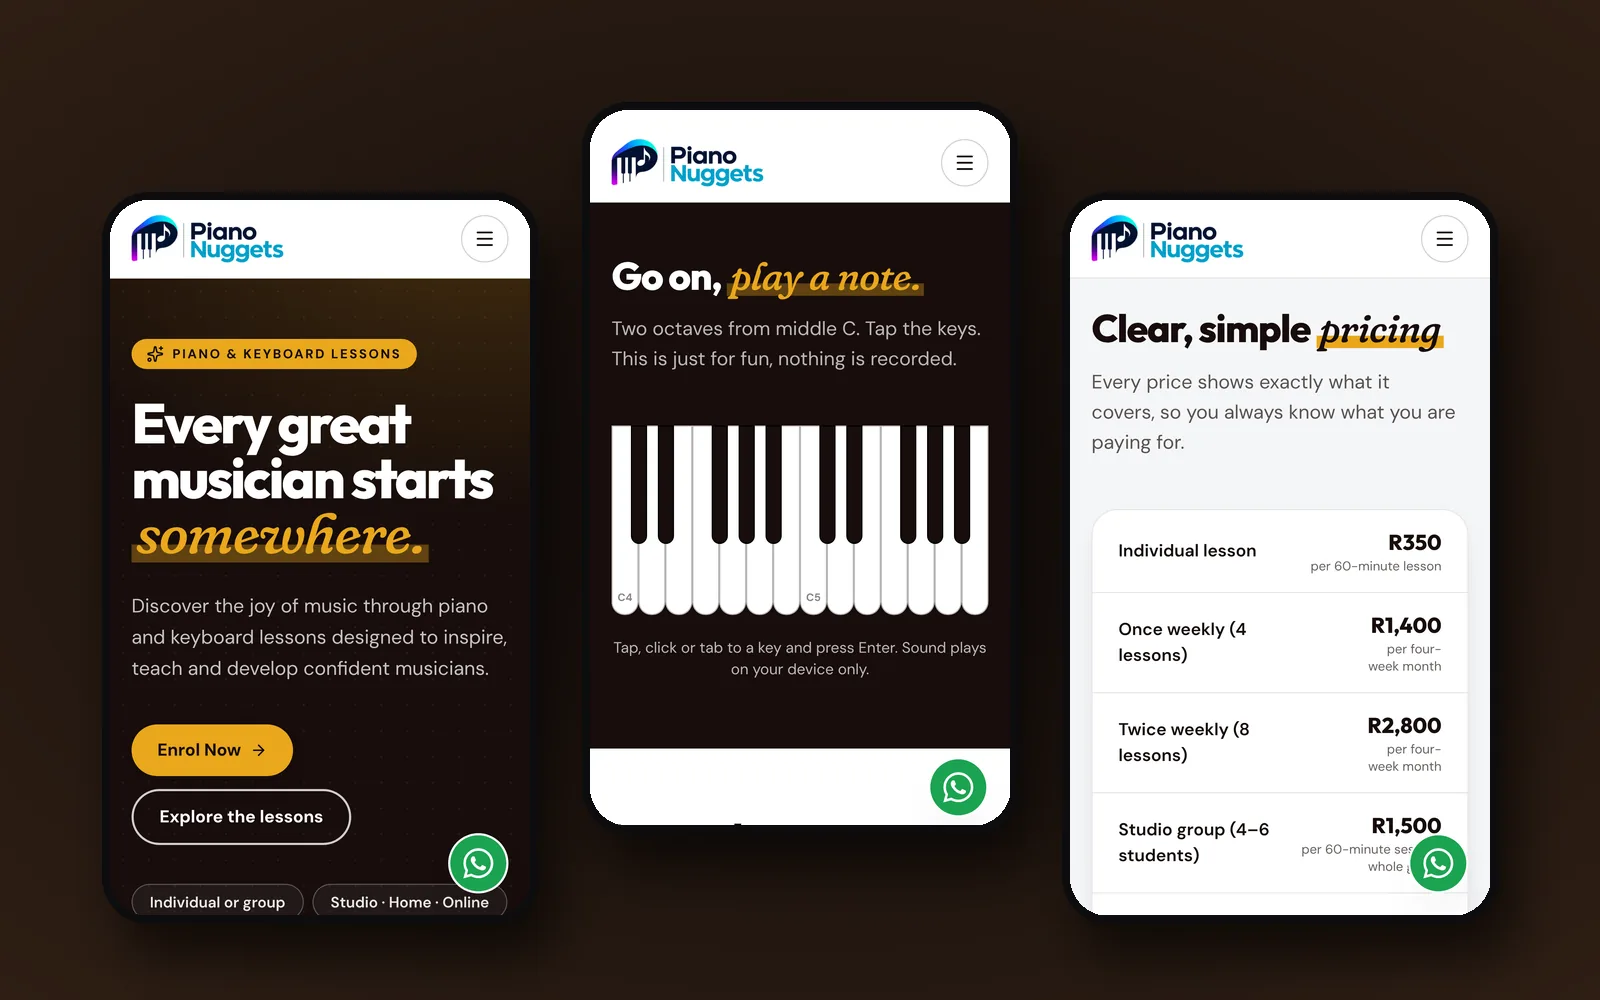 Piano
Nuggets
PIANO & KEYBOARD LESSONS
Every great
musician starts
somewhere.
Discover the joy of music through piano
and keyboard lessons designed to inspire,
teach and develop confident musicians.
Enrol Now
Explore the lessons
Individual or group
Studio · Home · Online
Piano
Nuggets
Go on, play a note.
Two octaves from middle C. Tap the keys.
This is just for fun, nothing is recorded.
C4
C5
Tap, click or tab to a key and press Enter. Sound plays
on your device only.
Piano
Nuggets
Clear, simple pricing
Every price shows exactly what it
covers, so you always know what you are
paying for.
Individual lesson
R350
per 60-minute lesson
Once weekly (4
lessons)
R1,400
per four-
week month
Twice weekly (8
lessons)
R2,800
per four-
week month
Studio group (4–6
students)
R1,500
per 60-minute
whole